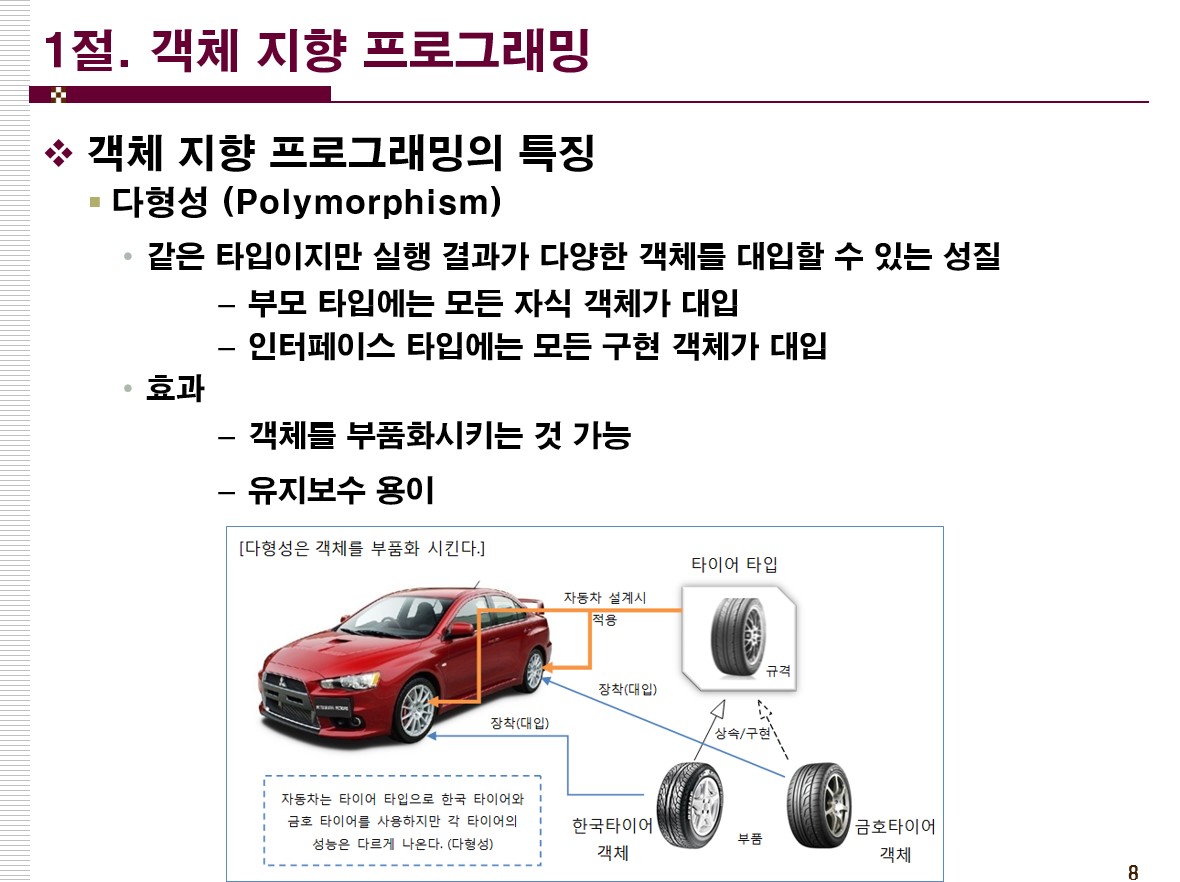 1절. 객체 지향 프로그래밍
객체 지향 프로그래밍의 특징
다형성 (Polymorphism)
같은 타입이지만 실행 결과가 다양한 객체를 대입할 수 있는 성질
– 부모 타입에는 모든 자식 객체가 대입
– 인터페이스 타입에는 모든 구현 객체가 대입
효과
– 객체를 부품화시키는 것 가능
– 유지보수 용이
[다형성은 객체를 부품화 시킨다.]
타이어 타입
자동차 설계시
적용
규격
장착(대입)
장착(대입)
상속/구현
자동차는 타이어 타입으로 한국 타이어와
금호 타이어를 사용하지만 각 타이어의
성능은 다르게 나온다. (다형성)
한국타이어
객체
부품
금호타이어
객체
8